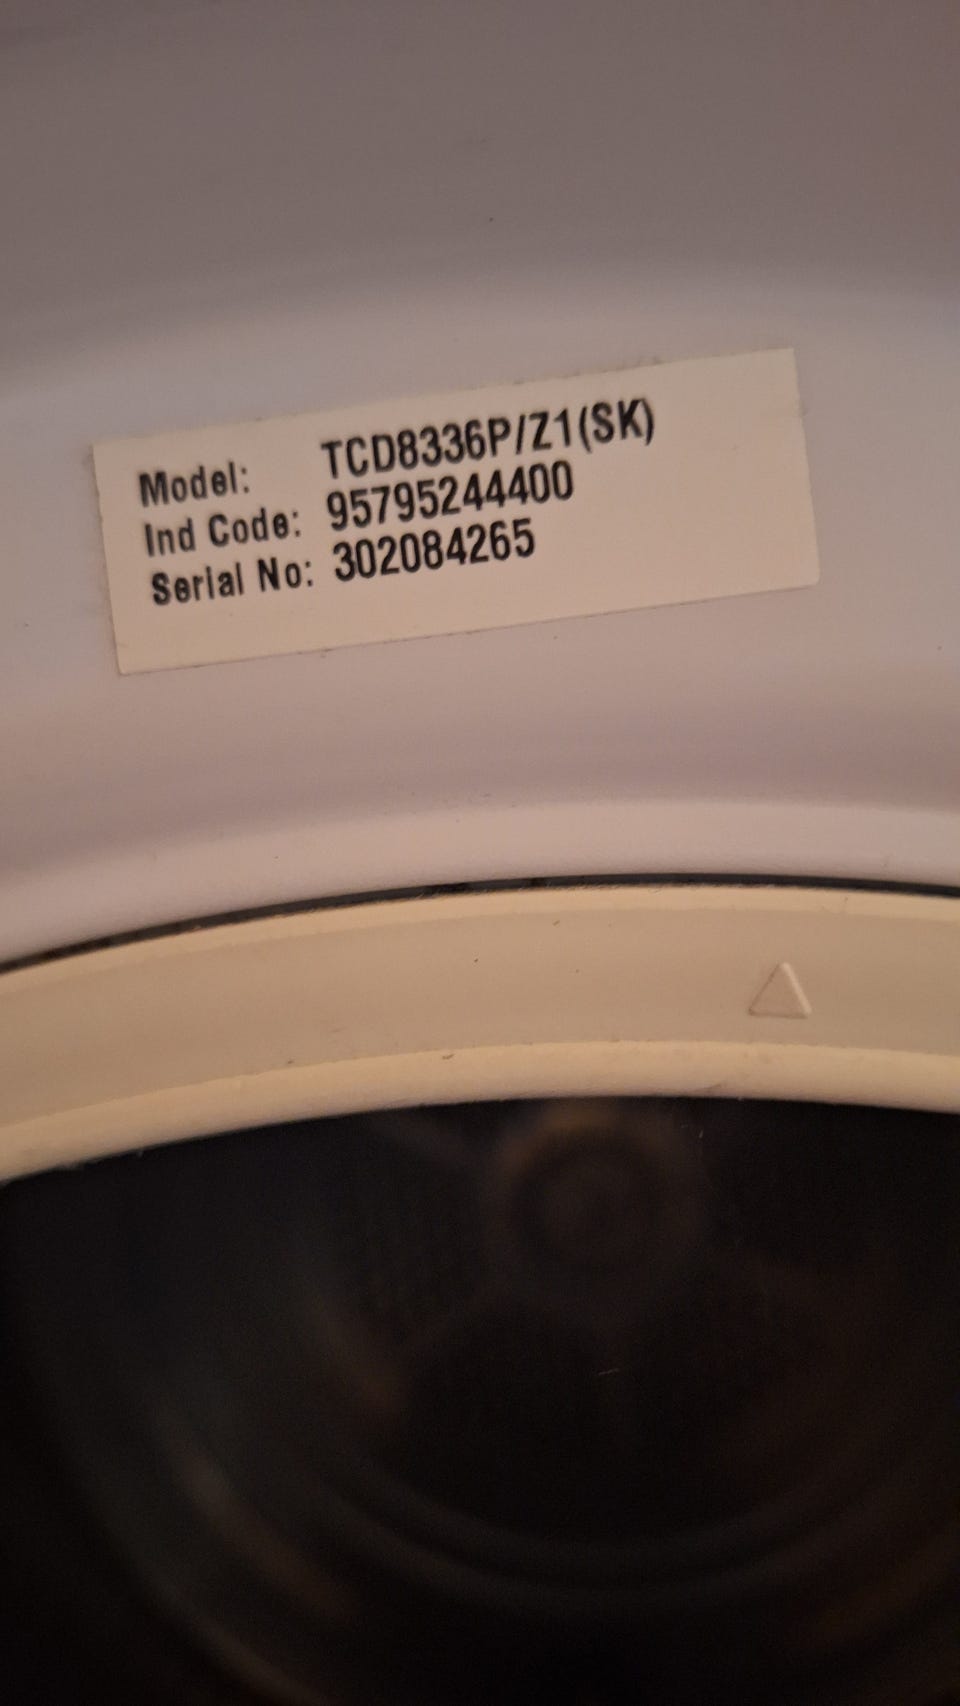 Model: TCD8336P/Z1(SK)
Ind Code: 95795244400
Serial No: 302084265